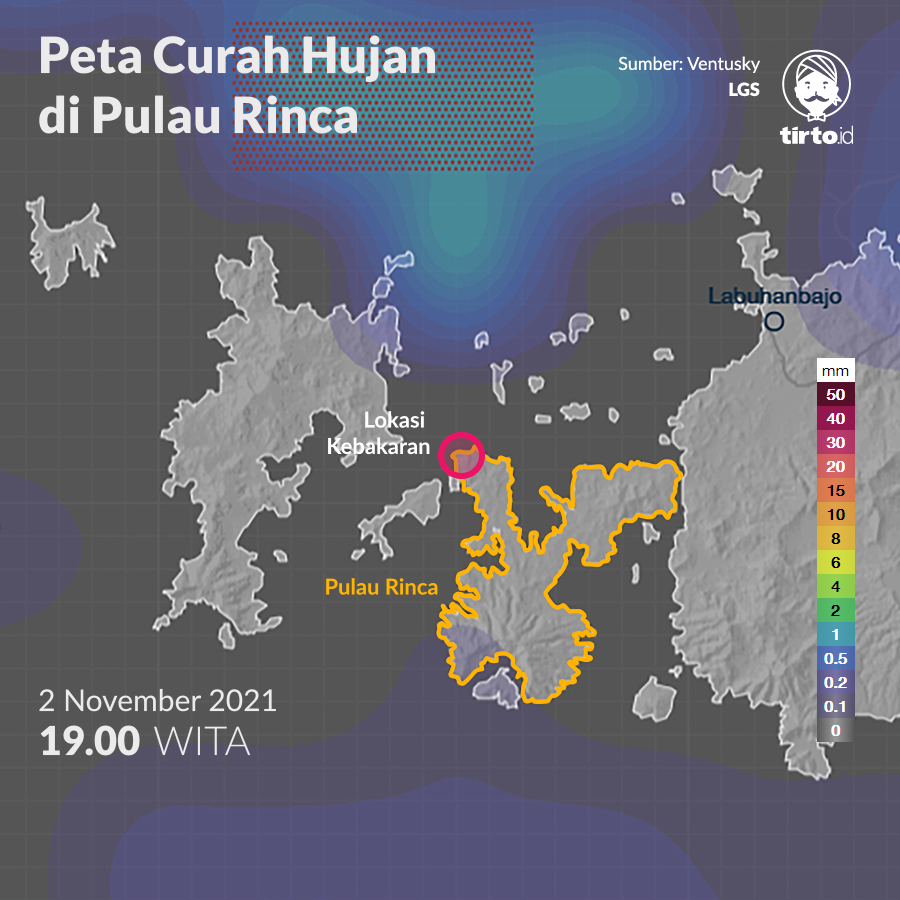 Peta Curah Hujan
di Pulau Rinca
Sumber: Ventusky
LGS
tirto.id
Labuhanbajo
mm
50
40
30
20
15
10
8
6
4
2
1
0.5
0.2
0.1
0
Lokasi
Kebakaran
Pulau Rinca
2 November 2021
19.00 WITA